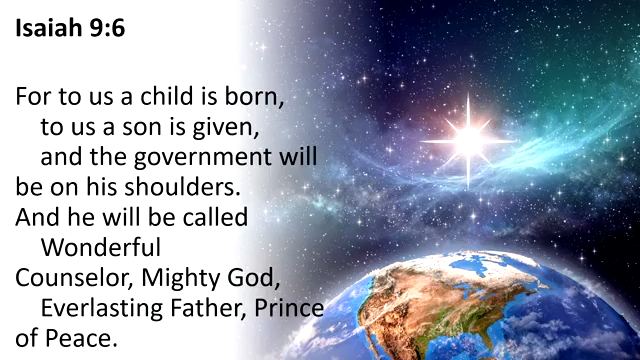 Isaiah 9:6
For to us a child is born,
to us a son is given,
and the government will
be on his shoulders.
And he will be called
Wonderful
Counselor, Mighty God,
Everlasting Father, Prince
of Peace.